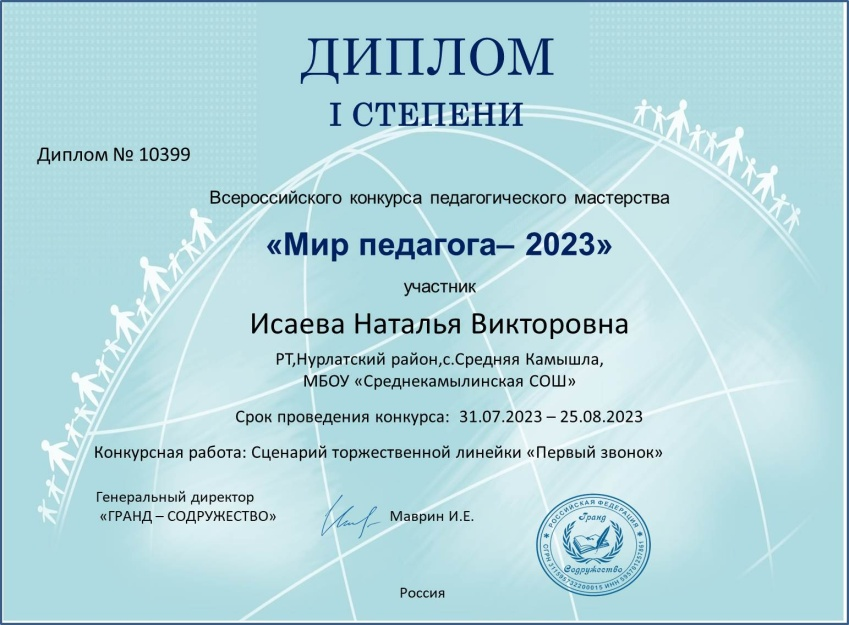 ДИПЛОМ
I СТЕПЕНИ
Диплом № 10399
Всероссийского конкурса педагогического мастерства
«Мир педагога– 2023»
участник
Исаева Наталья Викторовна
РТ,Нурлатский район,с.Средняя Камышла,
МБОУ «Среднекамылинская СОШ»
Срок проведения конкурса: 31.07.2023 – 25.08.2023
Конкурсная работа: Сценарий торжественной линейки «Первый звонок»
Генеральный директор
«ГРАНД – СОДРУЖЕСТВО»
Маврин И.Е.
РОССИЙСКАЯ ФЕДЕРАЦИЯ
Гранд
Содружество
ОГРН
ИНН
Россия